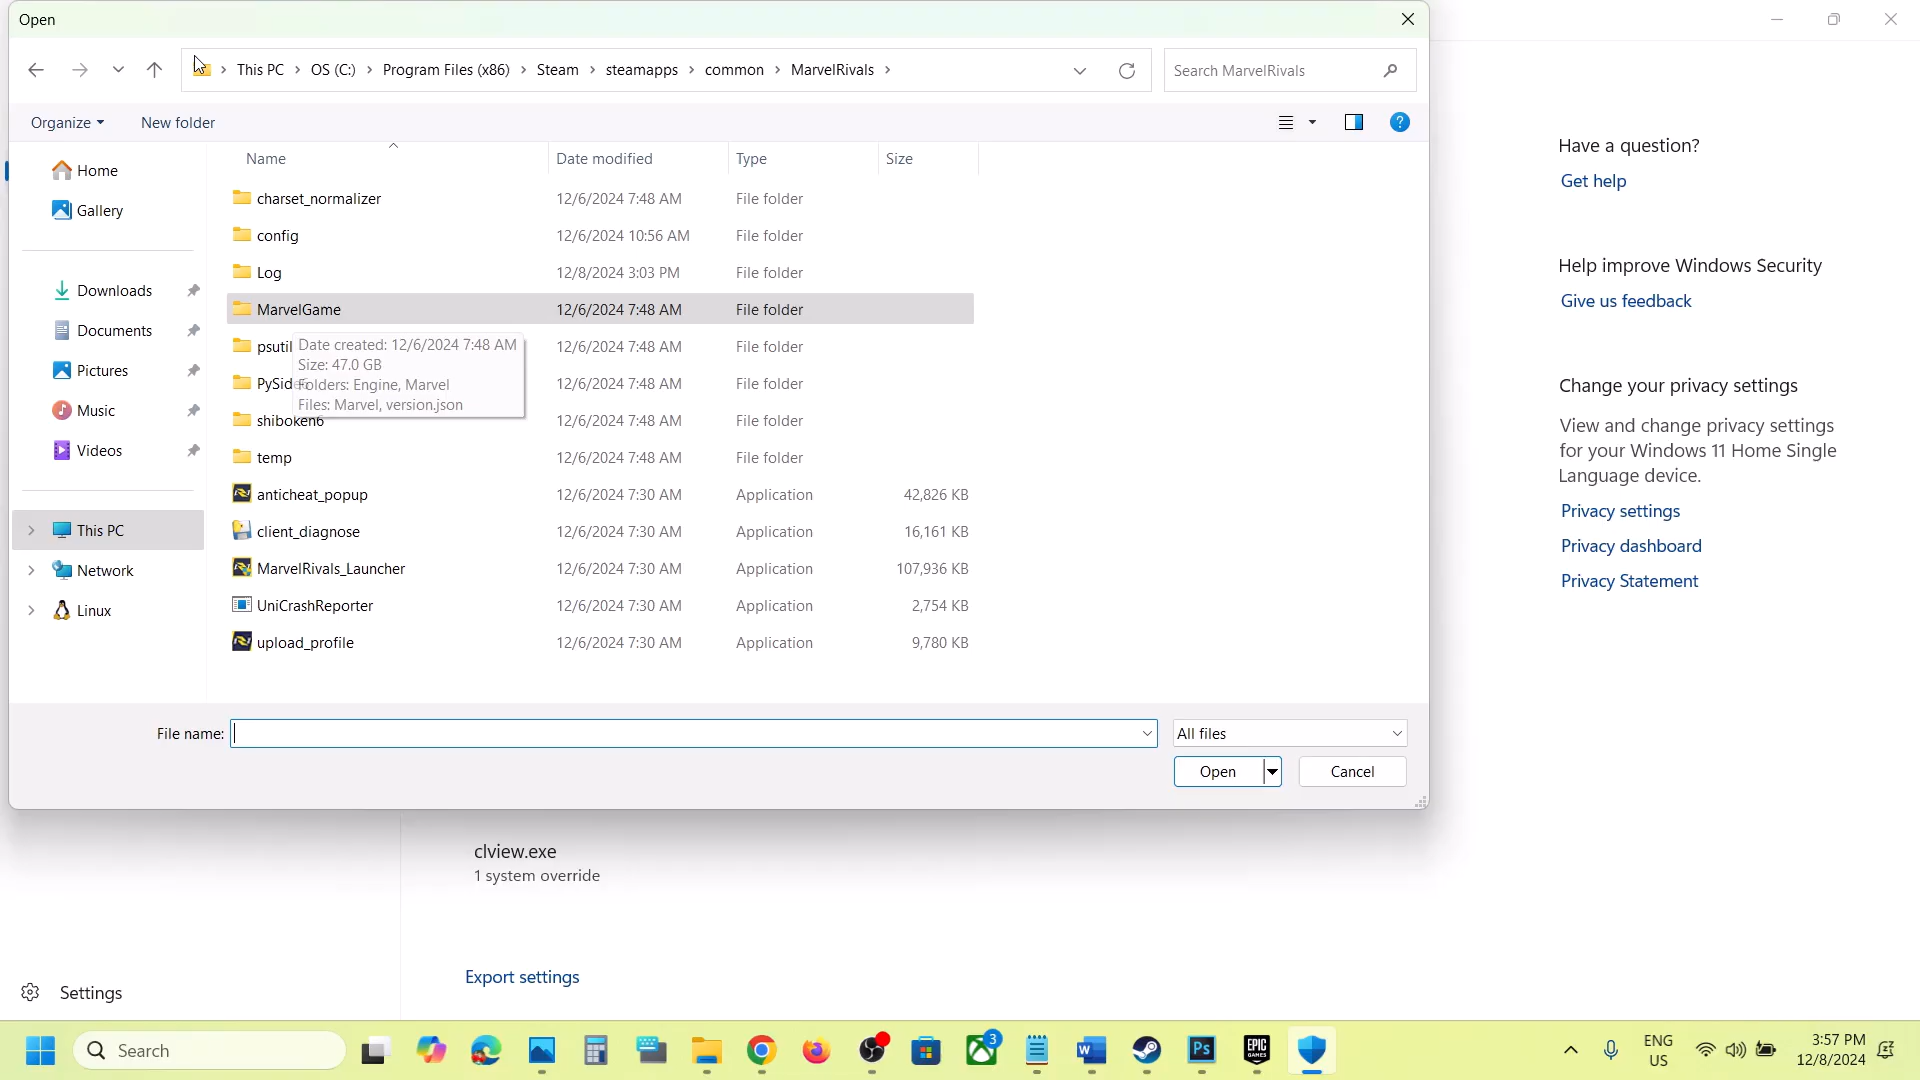 Open
This PC > OS (C:) > Program Files (x86) > Steam > steamapps > common > MarvelRivals >
Search MarvelRivals
Organize
New folder
Name
Date modified
Type
Size
Home
Gallery
Downloads
Documents
Pictures
Music
Videos
This PC
Network
Linux
charset_normalizer 12/6/2024 7:48 AM File folder
config 12/6/2024 10:56 AM File folder
Log 12/8/2024 3:03 PM File folder
MarvelGame 12/6/2024 7:48 AM File folder
psutil 12/6/2024 7:48 AM File folder
12/6/2024 7:48 AM File folder
shiboken6 12/6/2024 7:48 AM File folder
temp 12/6/2024 7:48 AM File folder
anticheat_popup 12/6/2024 7:30 AM Application 42,826 KB
client_diagnose 12/6/2024 7:30 AM Application 16,161 KB
MarvelRivals_Launcher 12/6/2024 7:30 AM Application 107,936 KB
UniCrashReporter 12/6/2024 7:30 AM Application 2,754 KB
upload_profile 12/6/2024 7:30 AM Application 9,780 KB
Date created: 12/6/2024 7:48 AM
Size: 47.0 GB
Folders: Engine, Marvel
Files: Marvel, version.json
File name:
All files
Open
Cancel
Have a question?
Get help
Help improve Windows Security
Give us feedback
Change your privacy settings
View and change privacy settings
for your Windows 11 Home Single
Language device.
Privacy settings
Privacy dashboard
Privacy Statement
clview.exe
1 system override
Export settings
Settings
Search
3
Ps
EPIC
GAMES
ENG
US
3:57 PM
12/8/2024